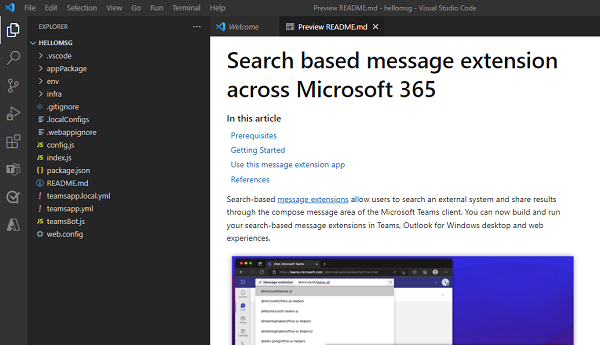 File Edit Selection View Go Run Terminal Help
Preview README.md - hellomsg - Visual Studio Code
EXPLORER
...
Welcome
Preview README.md
HELLOMSG
.vscode
appPackage
env
infra
.gitignore
.localConfigs
.webappignore
config.js
index.js
package.json
README.md
teamsapp.local.yml
teamsapp.yml
teamsBot.js
web.config
Search based message extension
across Microsoft 365
In this article
Prerequisites
Getting Started
Use this message extension app
References
Search-based message extensions allow users to search an external system and share results
through the compose message area of the Microsoft Teams client. You can now build and run
your search-based message extensions in Teams, Outlook for Windows desktop and web
experiences.
Message extension